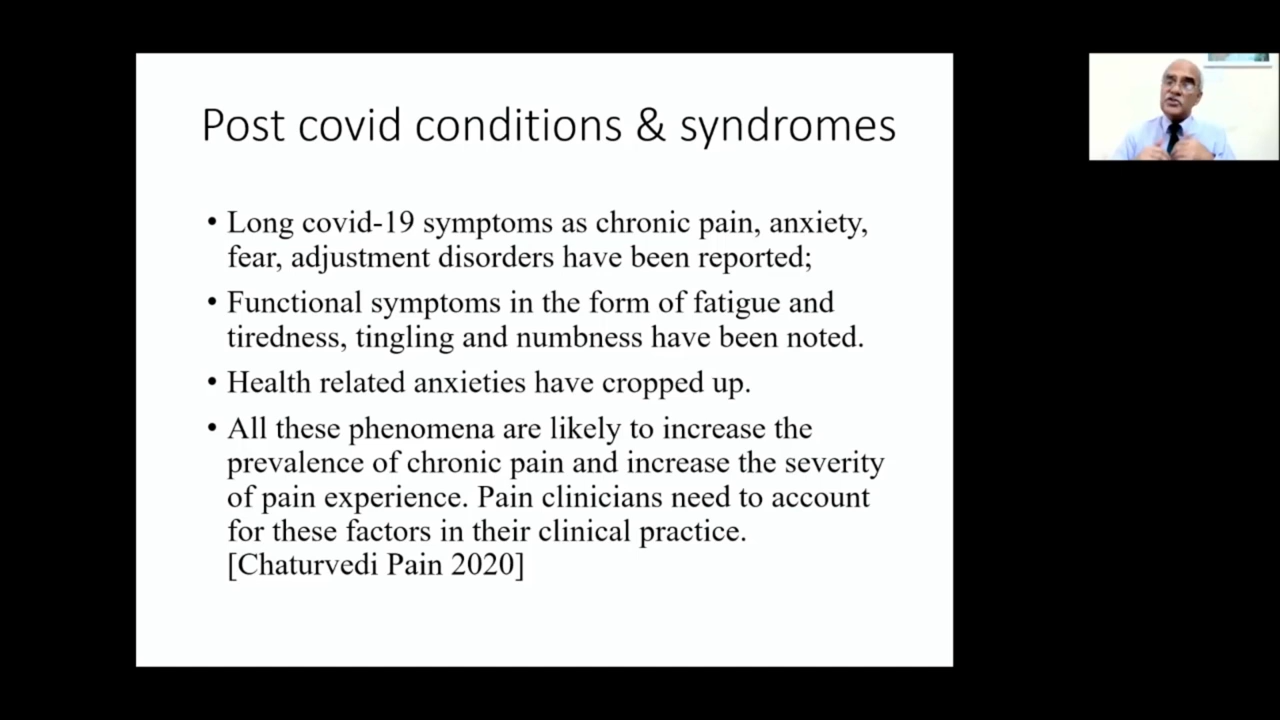 Post covid conditions & syndromes
• Long covid-19 symptoms as chronic pain, anxiety,
fear, adjustment disorders have been reported;
• Functional symptoms in the form of fatigue and
tiredness, tingling and numbness have been noted.
• Health related anxieties have cropped up.
• All these phenomena are likely to increase the
prevalence of chronic pain and increase the severity
of pain experience. Pain clinicians need to account
for these factors in their clinical practice.
[Chaturvedi Pain 2020]